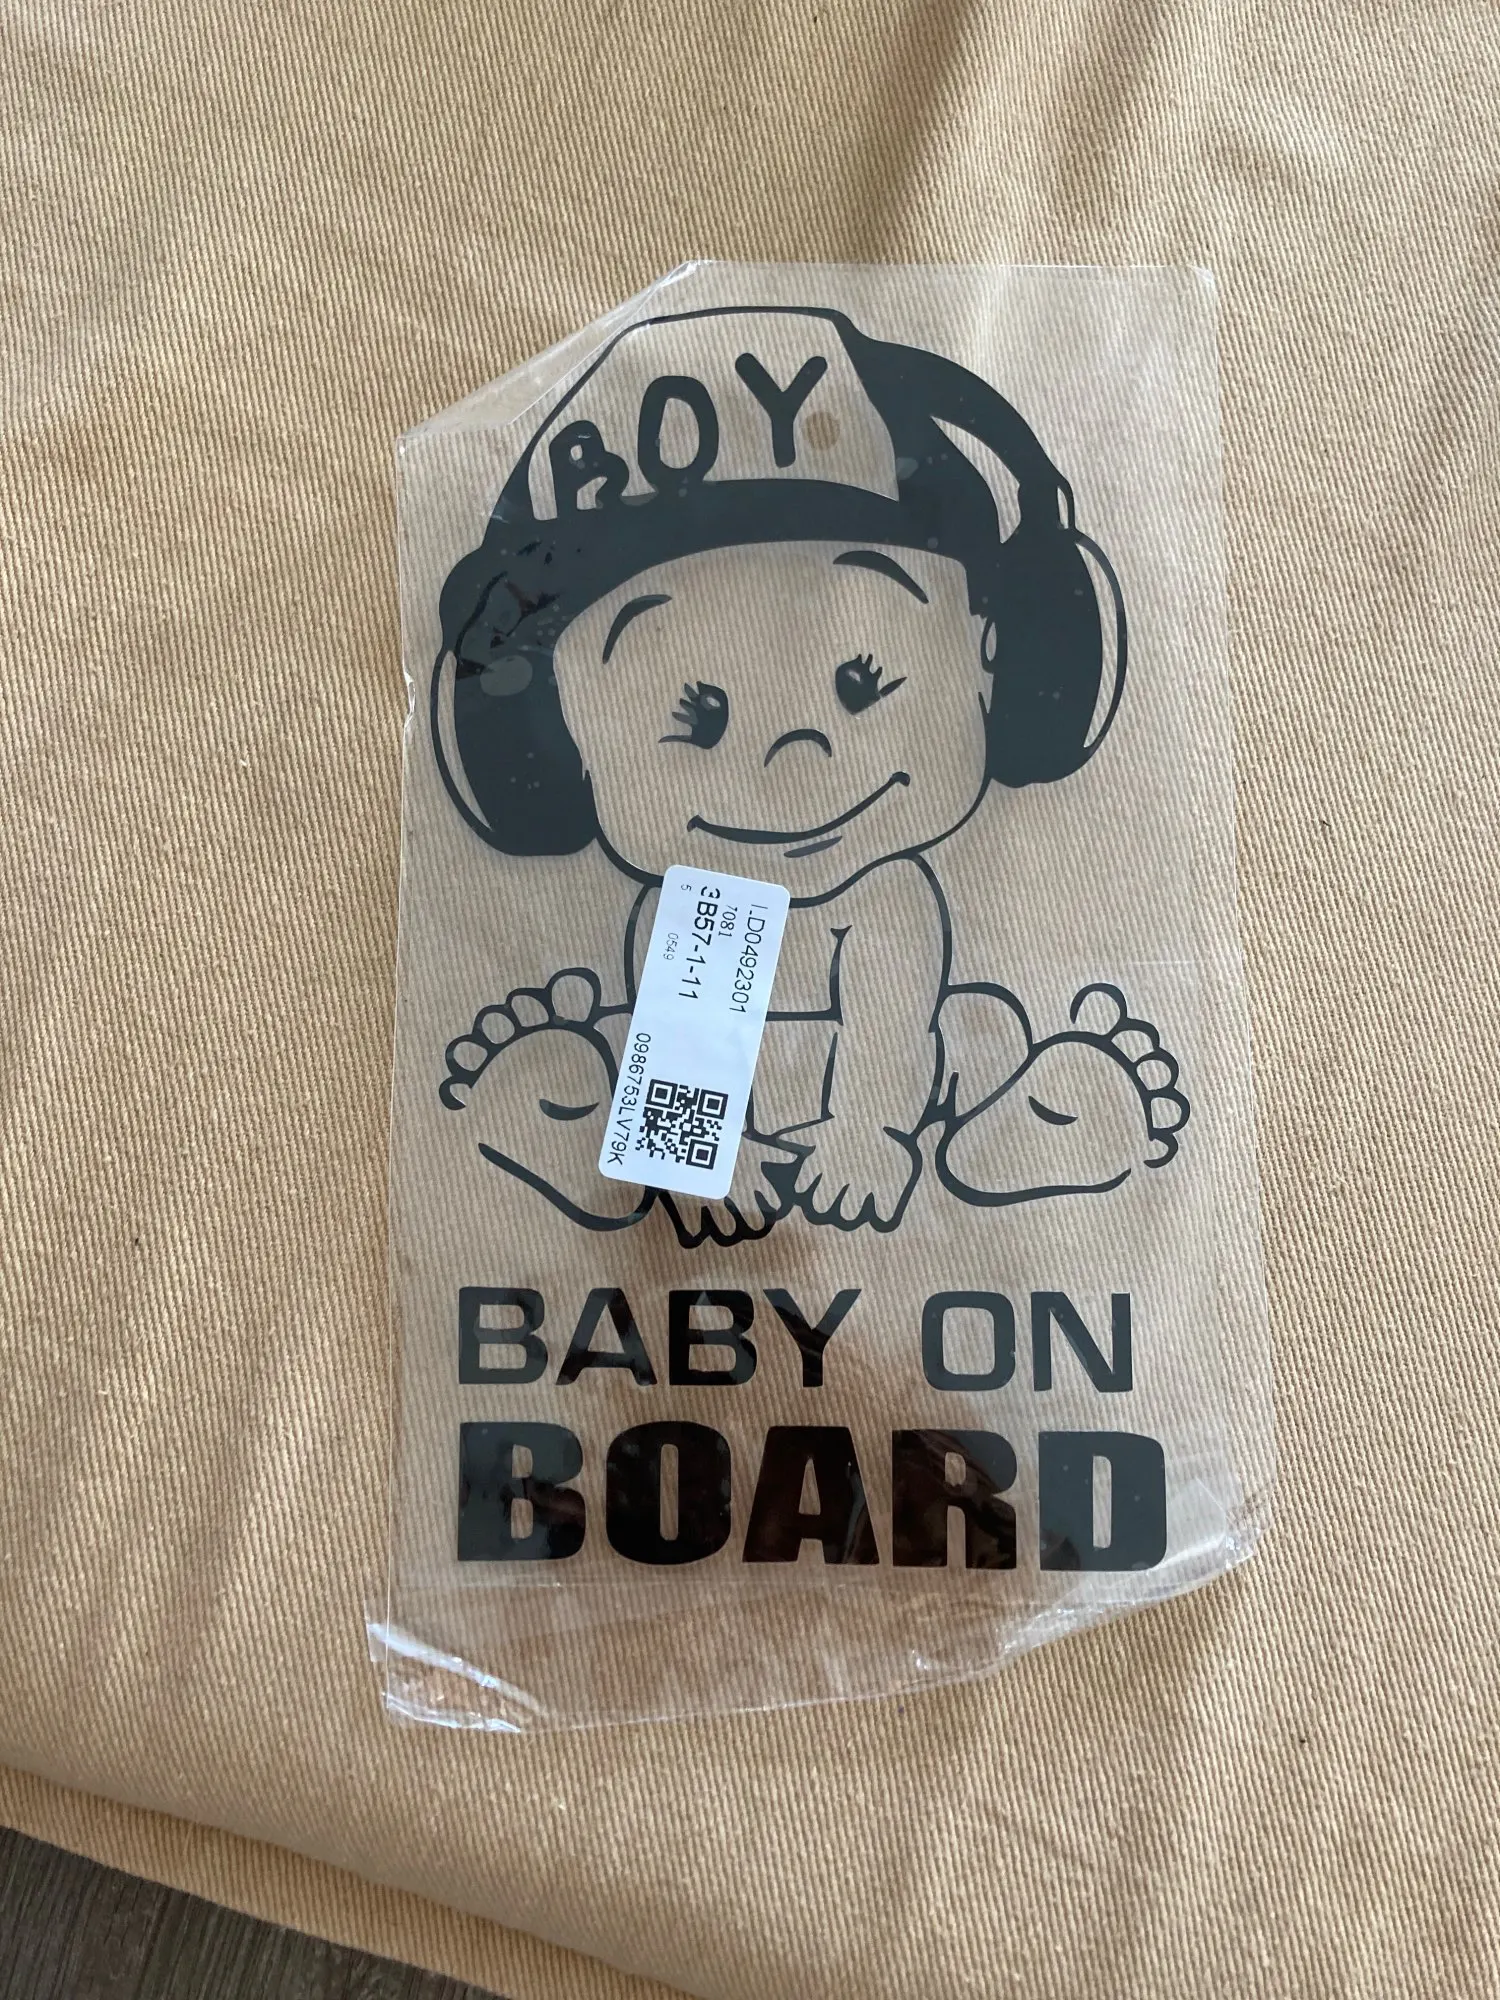 BOY
I-D0492301
7081
3B57-1-11
5
0549
0986753LV79K
BABY ON
BOARD